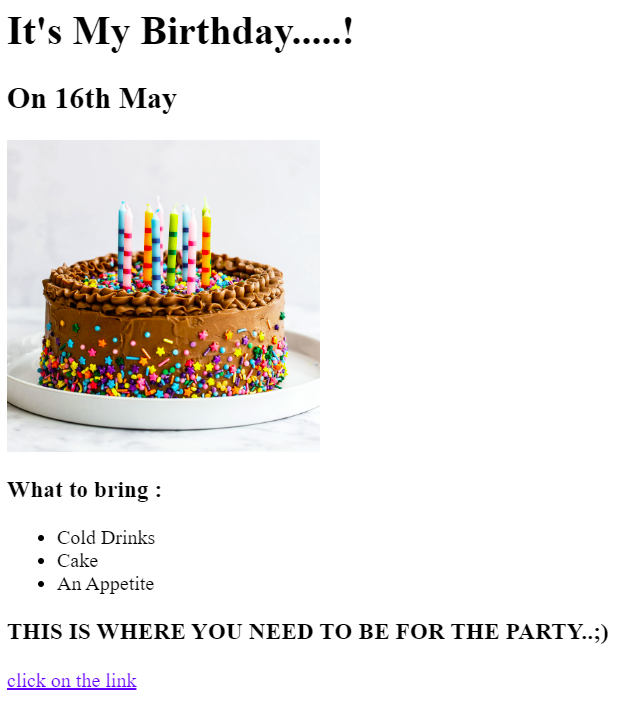 It's My Birthday.....!
On 16th May
What to bring :
Cold Drinks
Cake
An Appetite
THIS IS WHERE YOU NEED TO BE FOR THE PARTY..;)
click on the link